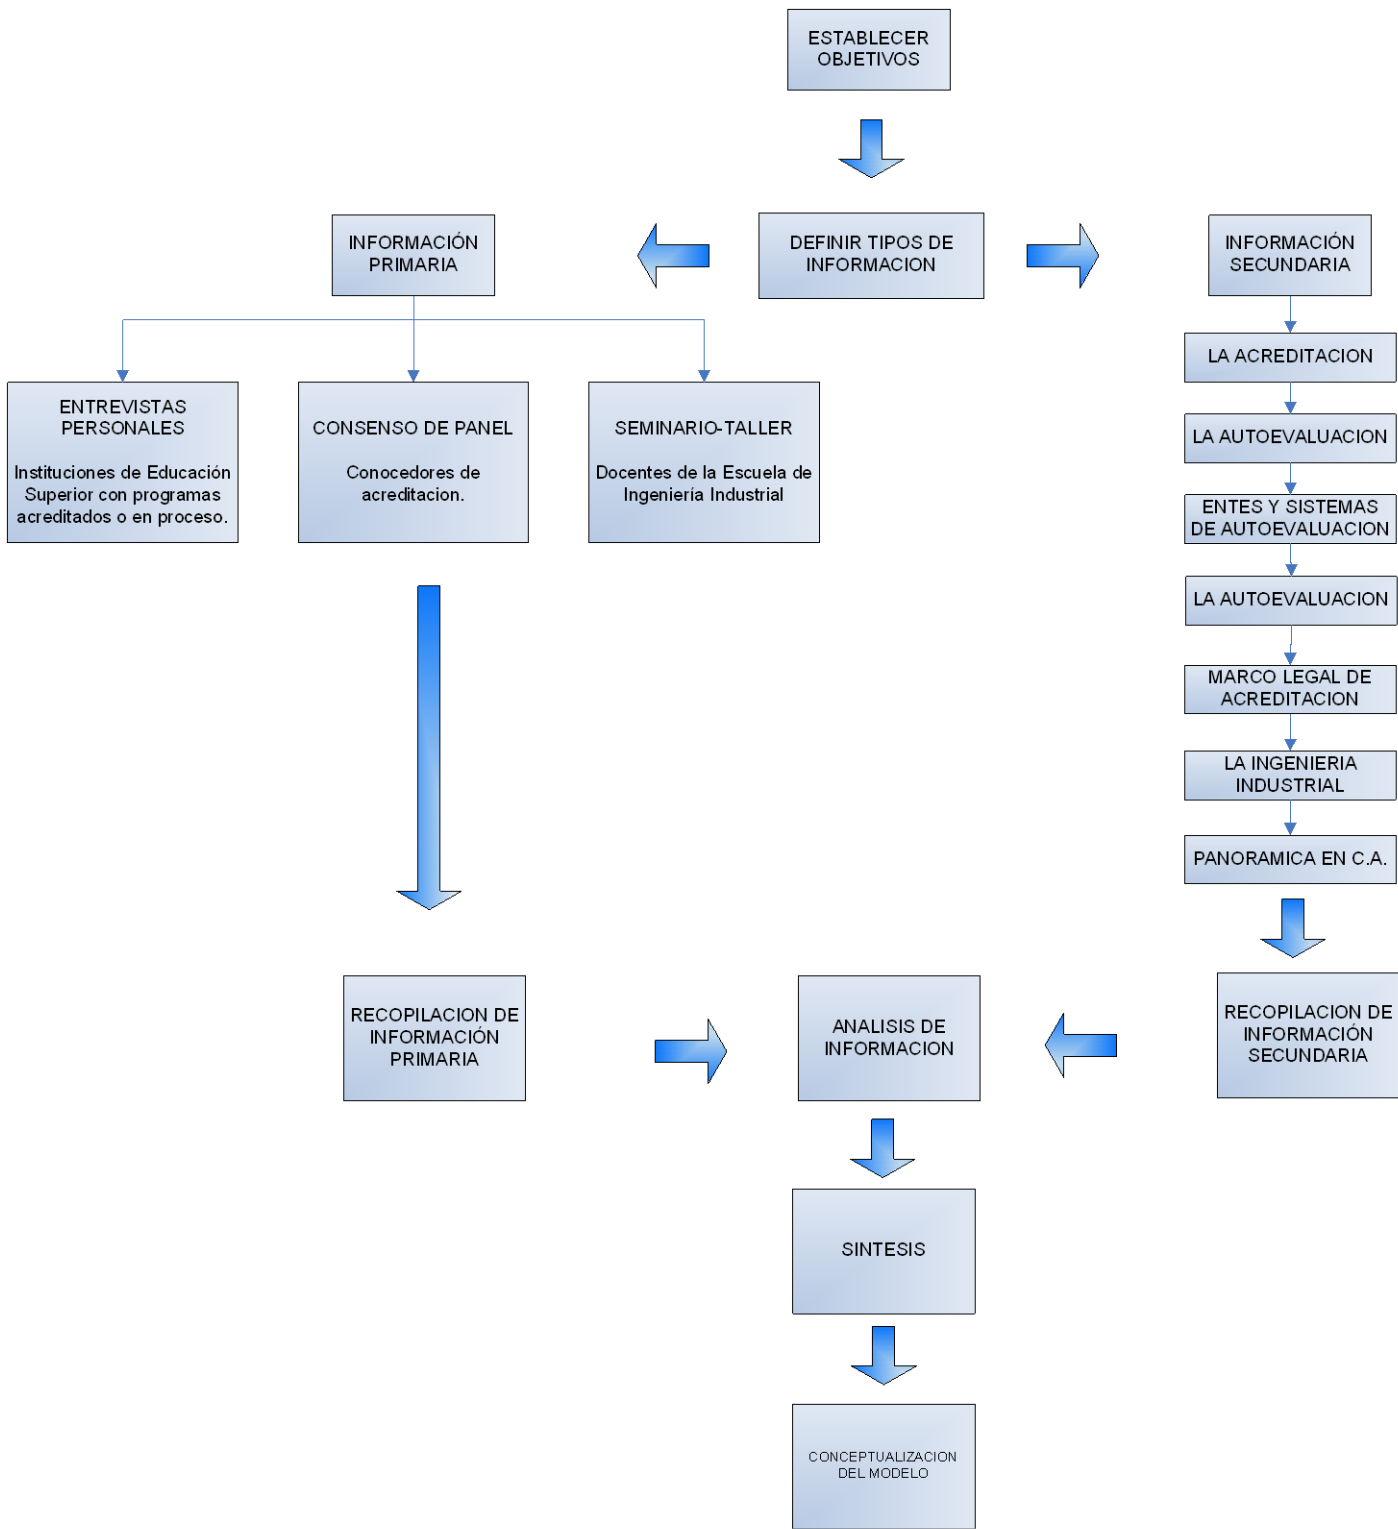 ESTABLECER
OBJETIVOS
INFORMACIÓN
PRIMARIA
DEFINIR TIPOS DE
INFORMACION
INFORMACIÓN
SECUNDARIA
ENTREVISTAS
PERSONALES
Instituciones de Educación
Superior con programas
acreditados o en proceso.
CONSENSO DE PANEL
Conocedores de
acreditacion.
SEMINARIO-TALLER
Docentes de la Escuela de
Ingeniería Industrial
LA ACREDITACION
LA AUTOEVALUACION
ENTES Y SISTEMAS
DE AUTOEVALUACION
LA AUTOEVALUACION
MARCO LEGAL DE
ACREDITACION
LA INGENIERIA
INDUSTRIAL
PANORAMICA EN C.A.
RECOPILACION DE
INFORMACIÓN
PRIMARIA
ANALISIS DE
INFORMACION
RECOPILACION DE
INFORMACIÓN
SECUNDARIA
SINTESIS
CONCEPTUALIZACION
DEL MODELO